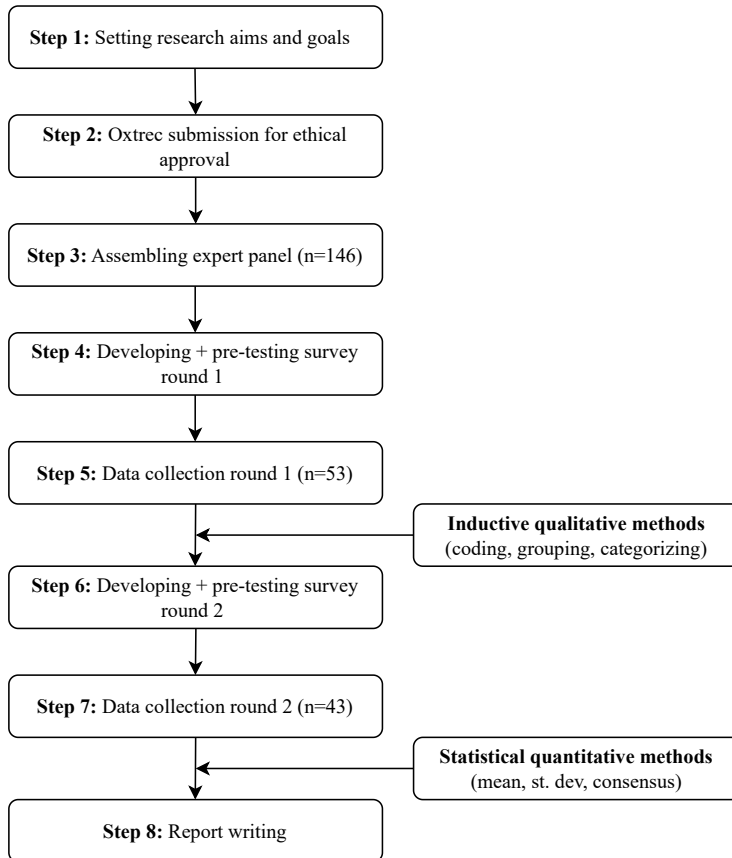 Step 1: Setting research aims and goals
Step 2: Oxtrec submission for ethical
approval
Step 3: Assembling expert panel (n=146)
Step 4: Developing + pre-testing survey
round 1
Step 5: Data collection round 1 (n=53)
Inductive qualitative methods
(coding, grouping, categorizing)
Step 6: Developing + pre-testing survey
round 2
Step 7: Data collection round 2 (n=43)
Statistical quantitative methods
(mean, st. dev, consensus)
Step 8: Report writing